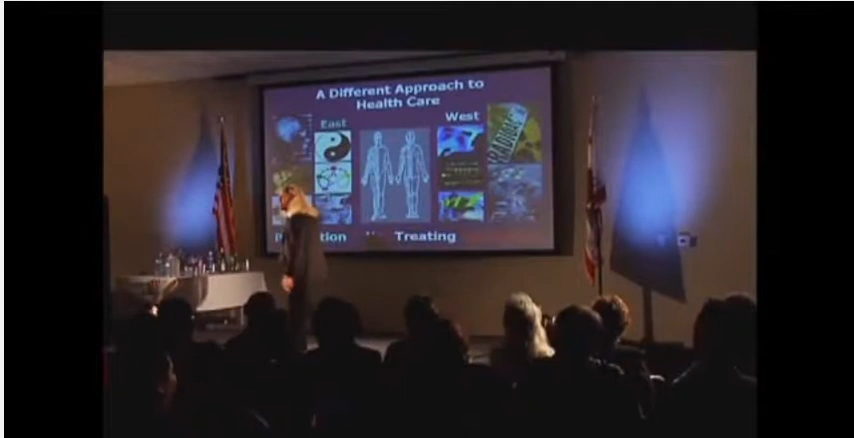 A Different Approach to
Health Care
East
West
Treating